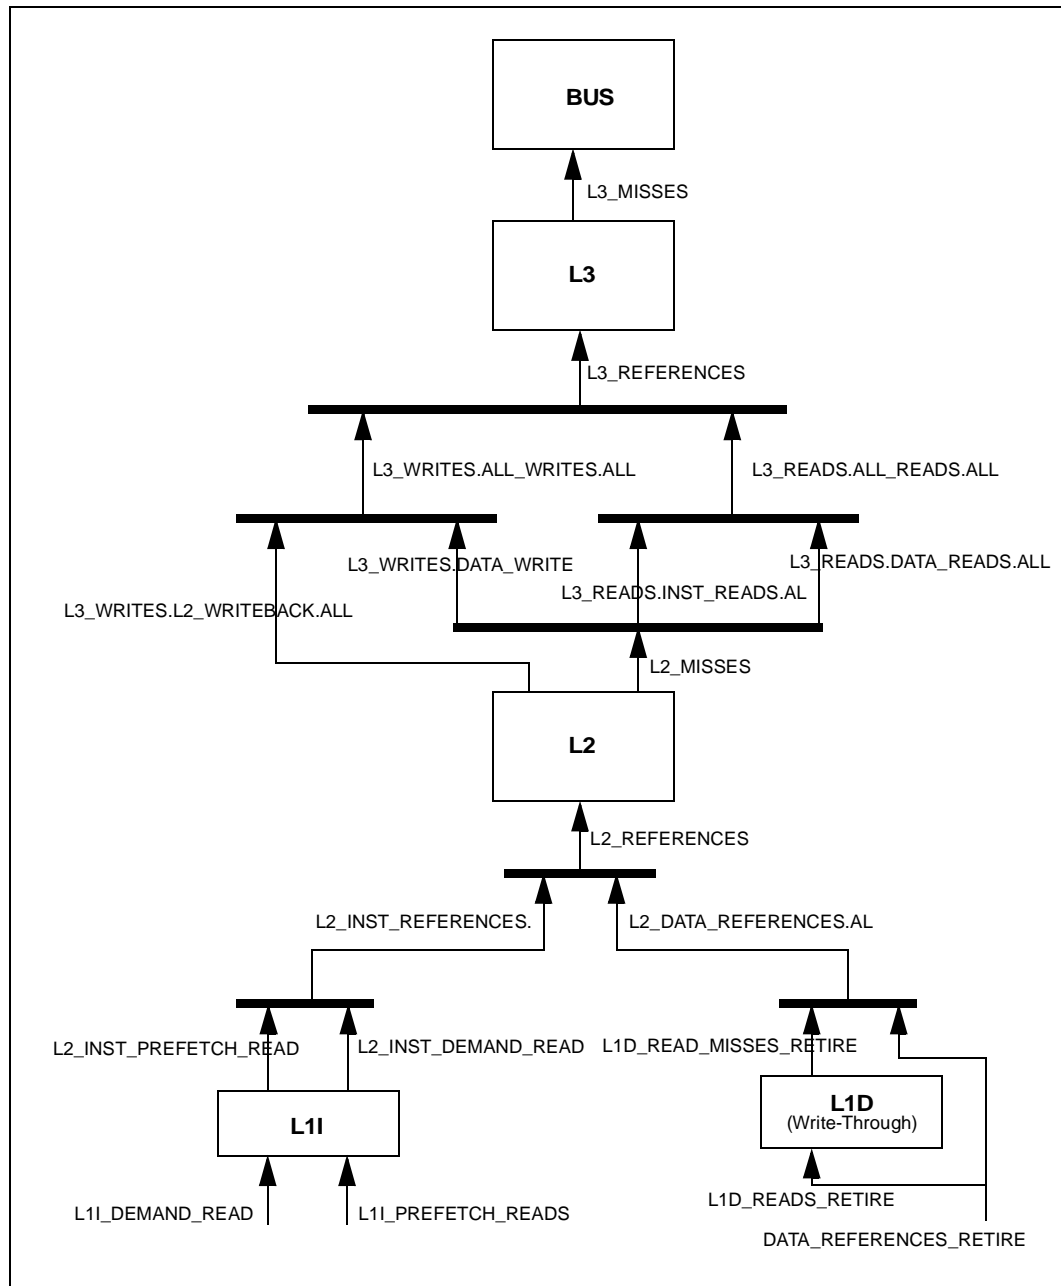 BUS
L3_MISSES
L3
L3_REFERENCES
L3_WRITES.ALL_WRITES.ALL
L3_READS.ALL_READS.ALL
L3_WRITES.DATA_WRITE
L3_READS.DATA_READS.ALL
L3_READS.INST_READS.AL
L3_WRITES.L2_WRITEBACK.ALL
L2_MISSES
L2
L2_REFERENCES
L2_INST_REFERENCES.
L2_DATA_REFERENCES.AL
L2_INST_PREFETCH_READ
L2_INST_DEMAND_READ
L1D_READ_MISSES_RETIRE
L1I
L1D
(Write-Through)
L1I_DEMAND_READ
L1I_PREFETCH_READS
L1D_READS_RETIRE
DATA_REFERENCES_RETIRE